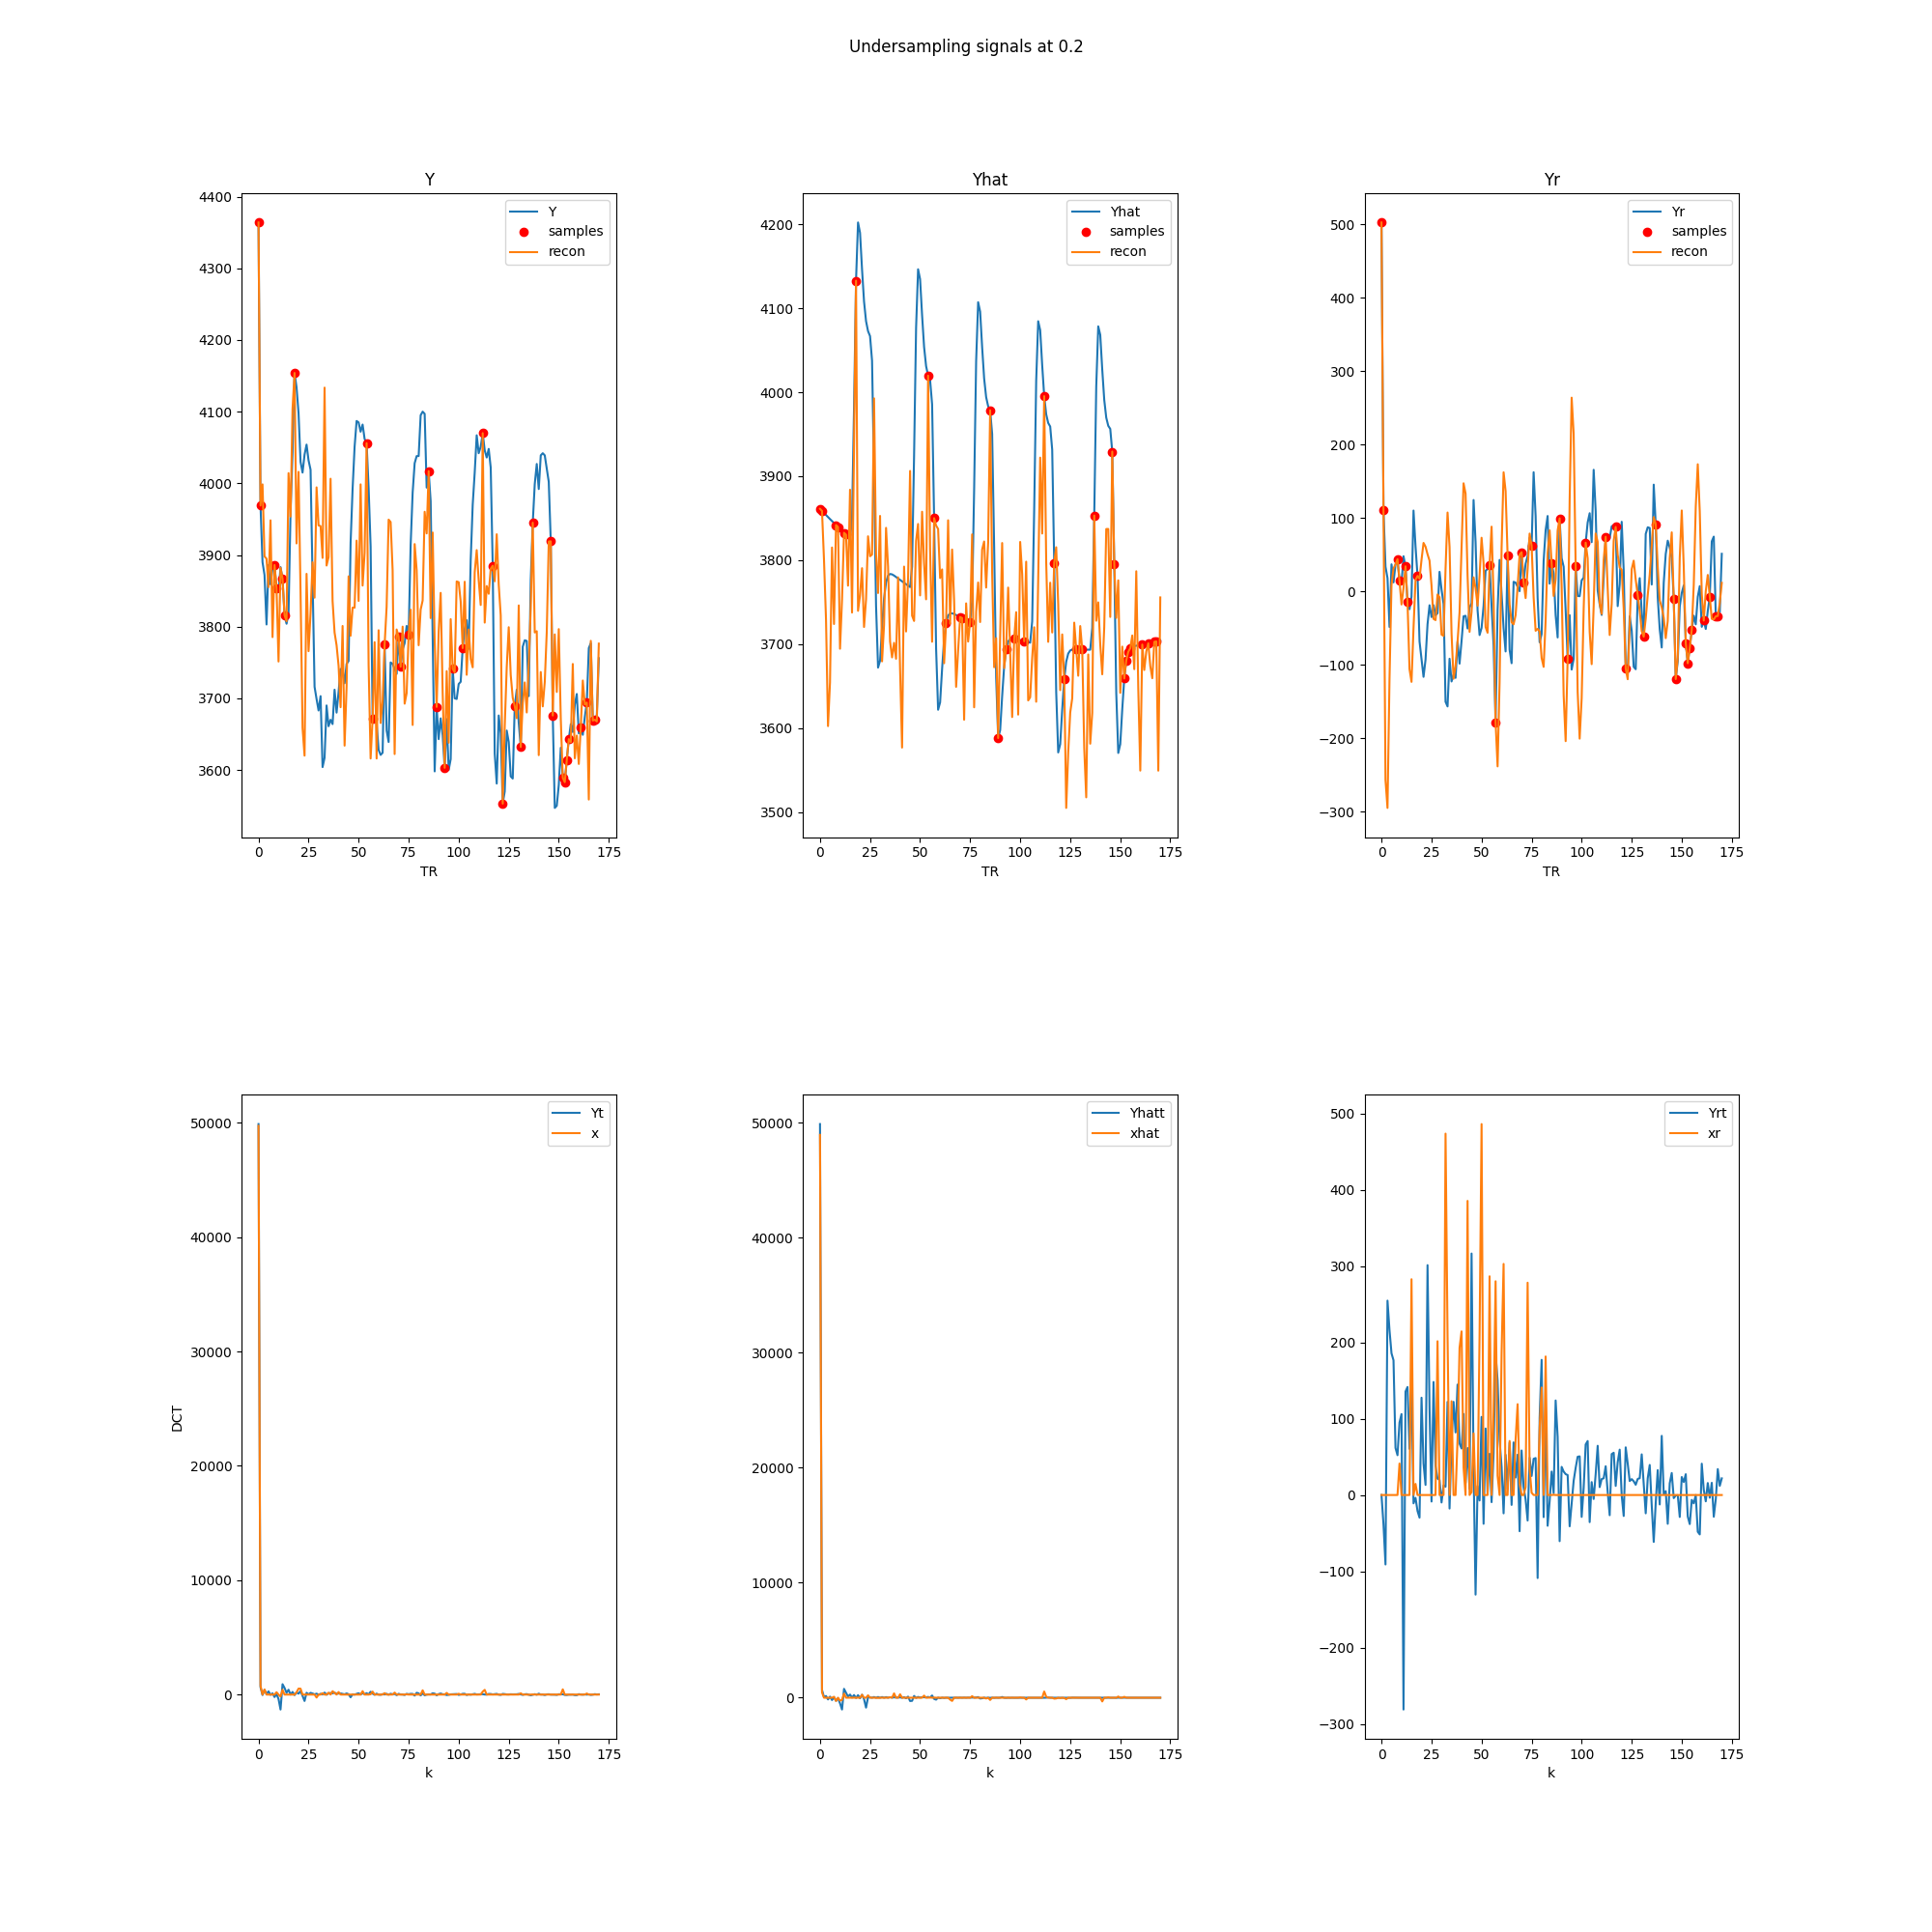 Undersampling signals at 0.2
Y
4400
4300
4200
4100
4000
3900
3800
3700
3600
0 25 50 75 100 125 150 175
TR
Y
samples
recon
Yhat
4200
4100
4000
3900
3800
3700
3600
3500
0 25 50 75 100 125 150 175
TR
Yhat
samples
recon
Yr
500
400
300
200
100
0
−100
−200
−300
0 25 50 75 100 125 150 175
TR
Yr
samples
recon
DCT
50000
40000
30000
20000
10000
0
0 25 50 75 100 125 150 175
k
Yt
x
50000
40000
30000
20000
10000
0
0 25 50 75 100 125 150 175
k
Yhatt
xhat
500
400
300
200
100
0
−100
−200
−300
0 25 50 75 100 125 150 175
k
Yrt
xr